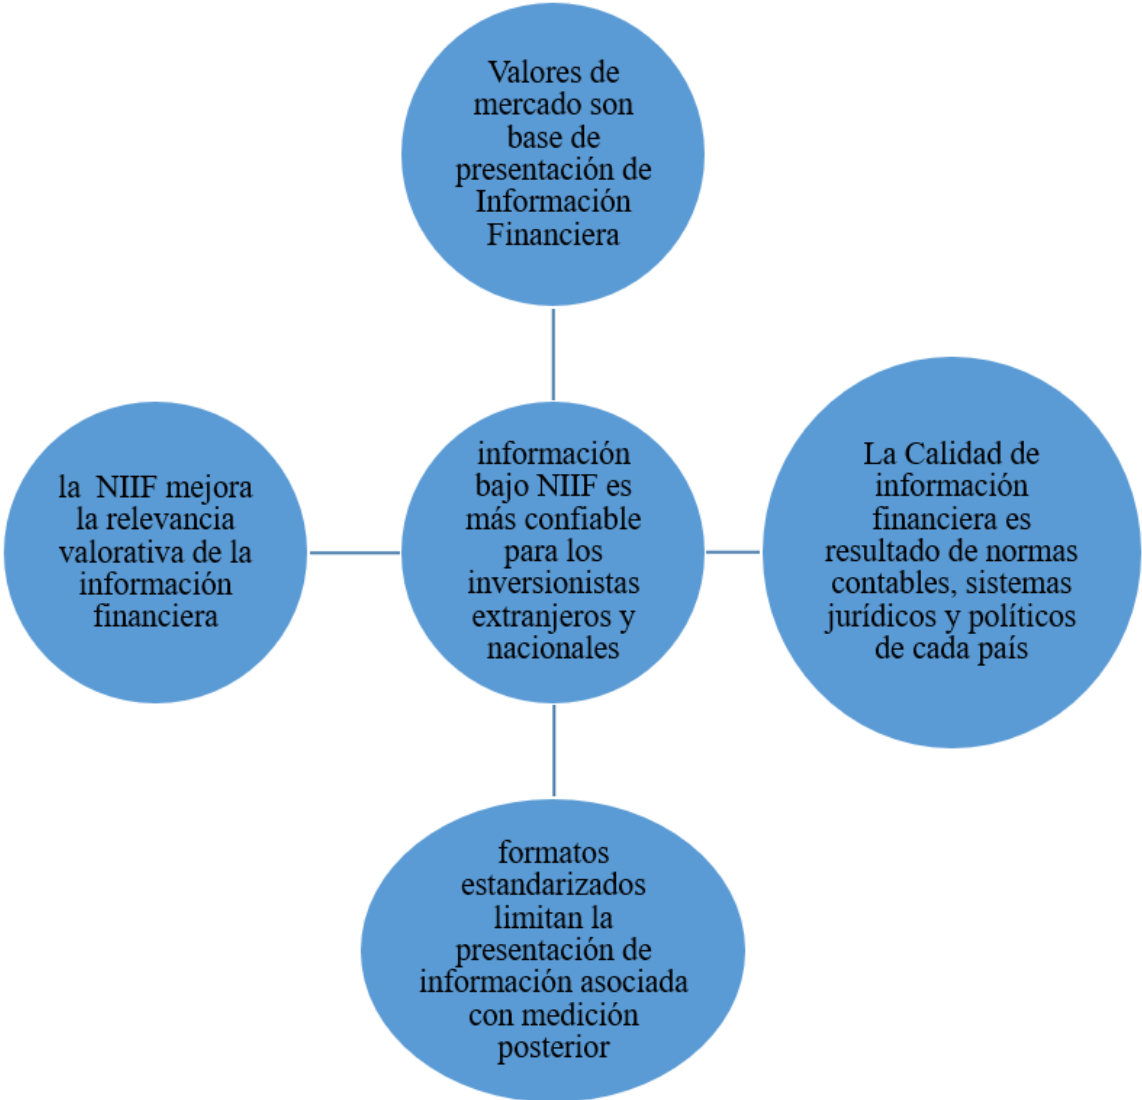 Valores de
mercado son
base de
presentación de
Información
Financiera
la  NIIF mejora
la relevancia
valorativa de la
información
financiera
información
bajo NIIF es
más confiable
para los
inversionistas
extranjeros y
nacionales
La Calidad de
información
financiera es
resultado de normas
contables, sistemas
jurídicos y políticos
de cada país
formatos
estandarizados
limitan la
presentación de
información asociada
con medición
posterior